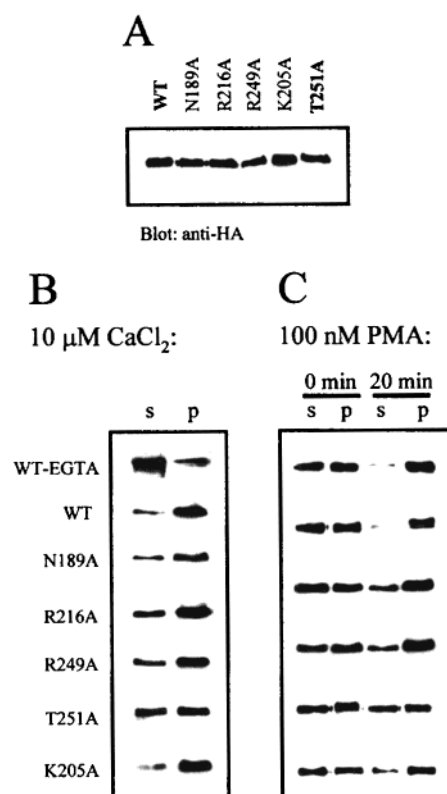 A
WT
N189A
R216A
R249A
K205A
T251A
Blot: anti-HA
B
10 μM CaCl2:
s p
WT-EGTA
WT
N189A
R216A
R249A
T251A
K205A
C
100 nM PMA:
0 min 20 min
s p s p